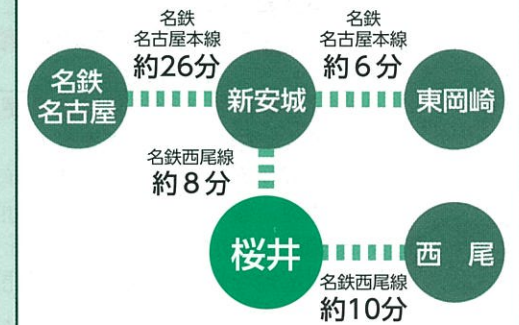 名鉄
名古屋本線
約26分
名鉄
名古屋本線
約6分
名鉄
名古屋
新安城
東岡崎
名鉄西尾線
約8分
桜井
西尾
名鉄西尾線
約10分